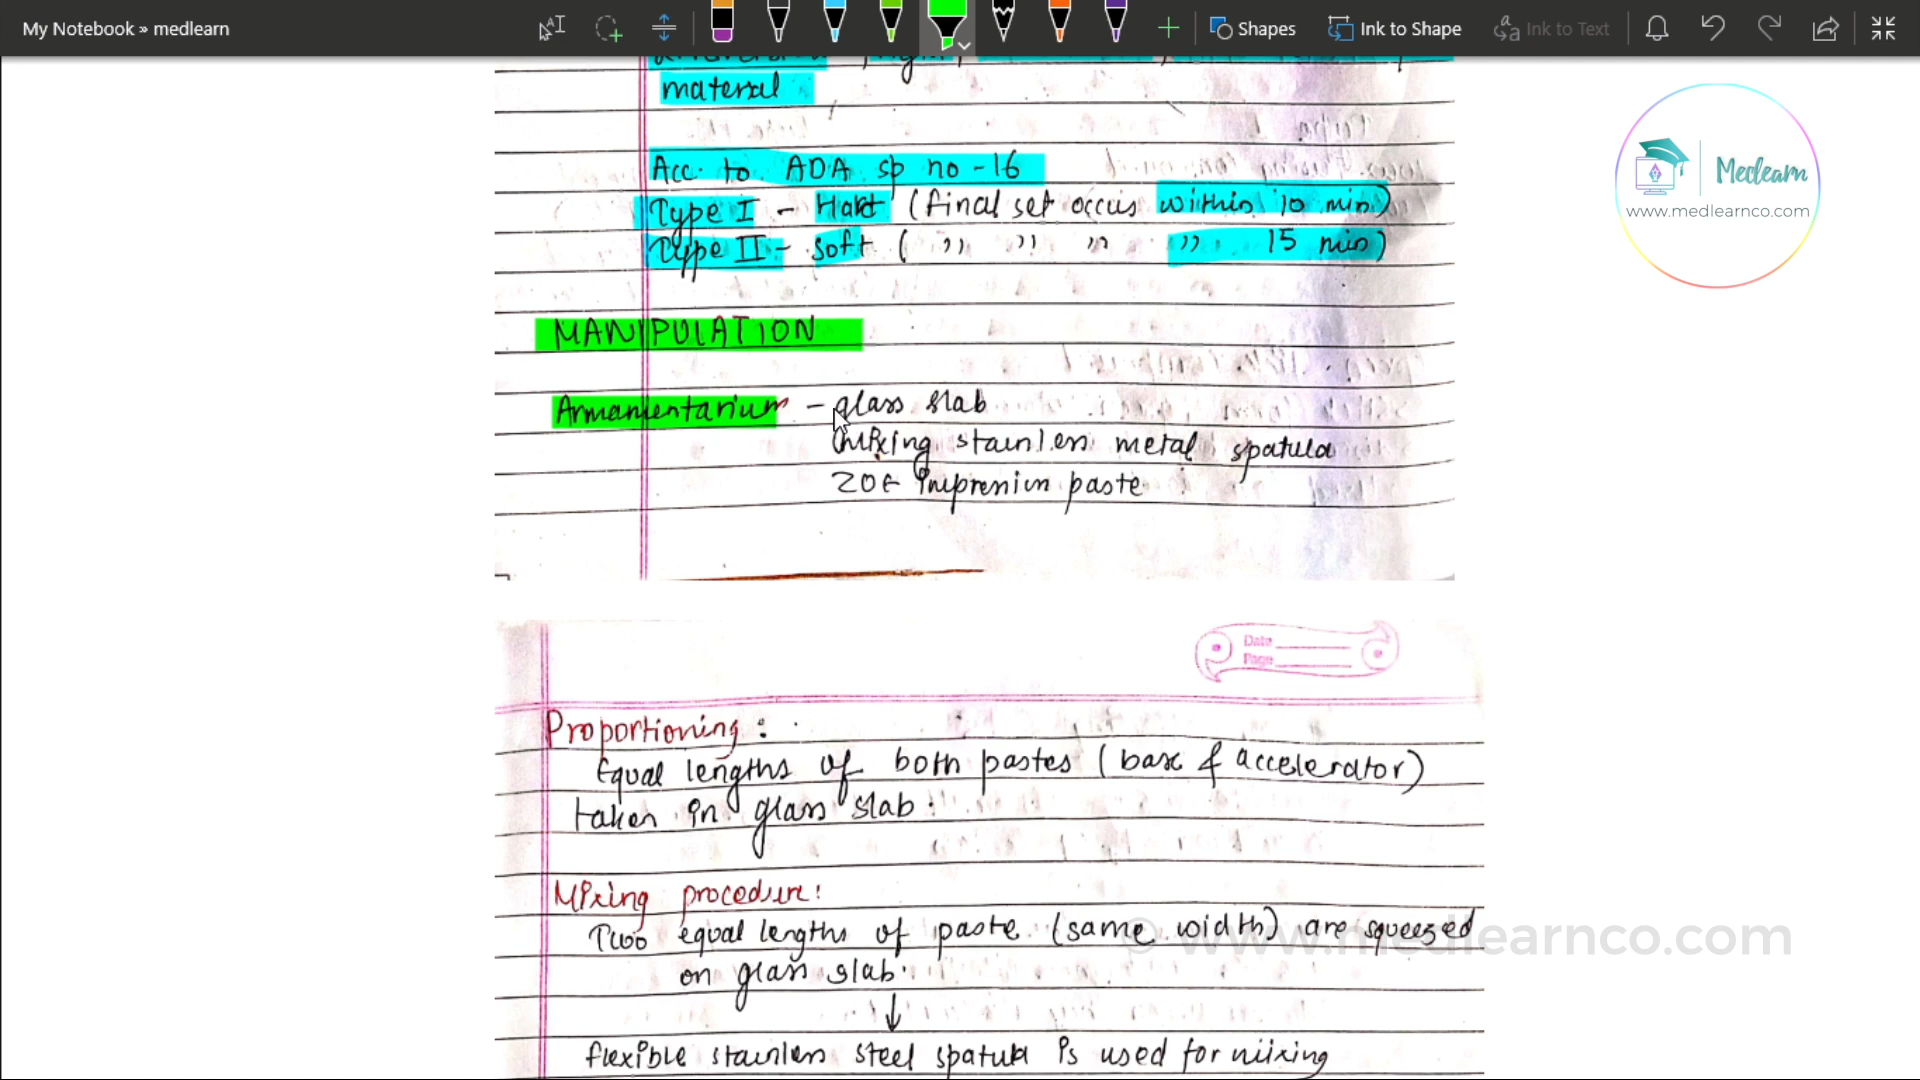 My Notebook » medlearn
Shapes
Ink to Shape
Ink to Text
material
Acc. to ADA sp no -16
Type I - Hard (final set occurs within 10 min)
Type II - soft ( ,, ,, ,, ,, 15 min)
MANIPULATION
Armamentarium - glass slab
mixing stainless metal spatula
ZOE impression paste
Medlearn
www.medlearnco.com
Date
Page
Proportioning :
Equal lengths of both pastes (base & accelerator)
taken in glass slab.
Mixing procedure:
Two equal lengths of paste (same width) are squeezed
on glass slab.
↓
flexible stainless steel spatula is used for mixing
© www.medlearnco.com